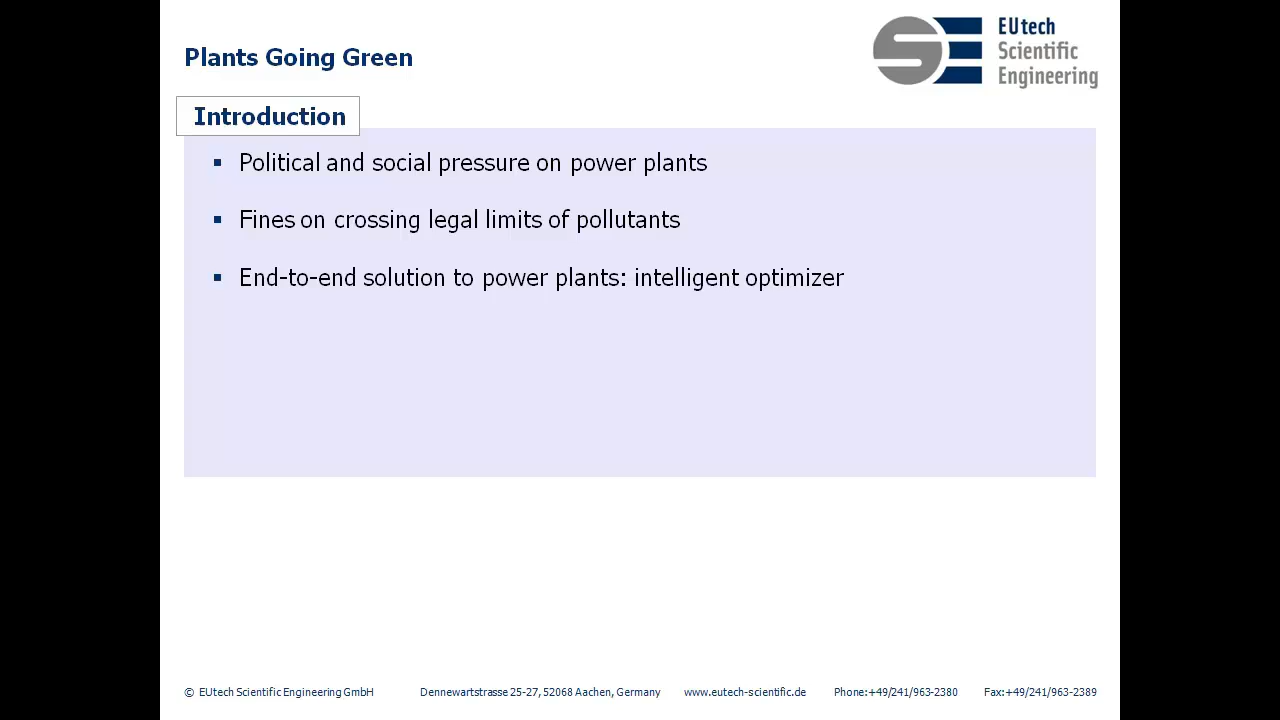 Plants Going Green
EUtech
Scientific
Engineering
Introduction
▪ Political and social pressure on power plants
▪ Fines on crossing legal limits of pollutants
▪ End-to-end solution to power plants: intelligent optimizer
© EUtech Scientific Engineering GmbH Dennewartstrasse 25-27, 52068 Aachen, Germany www.eutech-scientific.de Phone:+49/241/963-2380 Fax:+49/241/963-2389